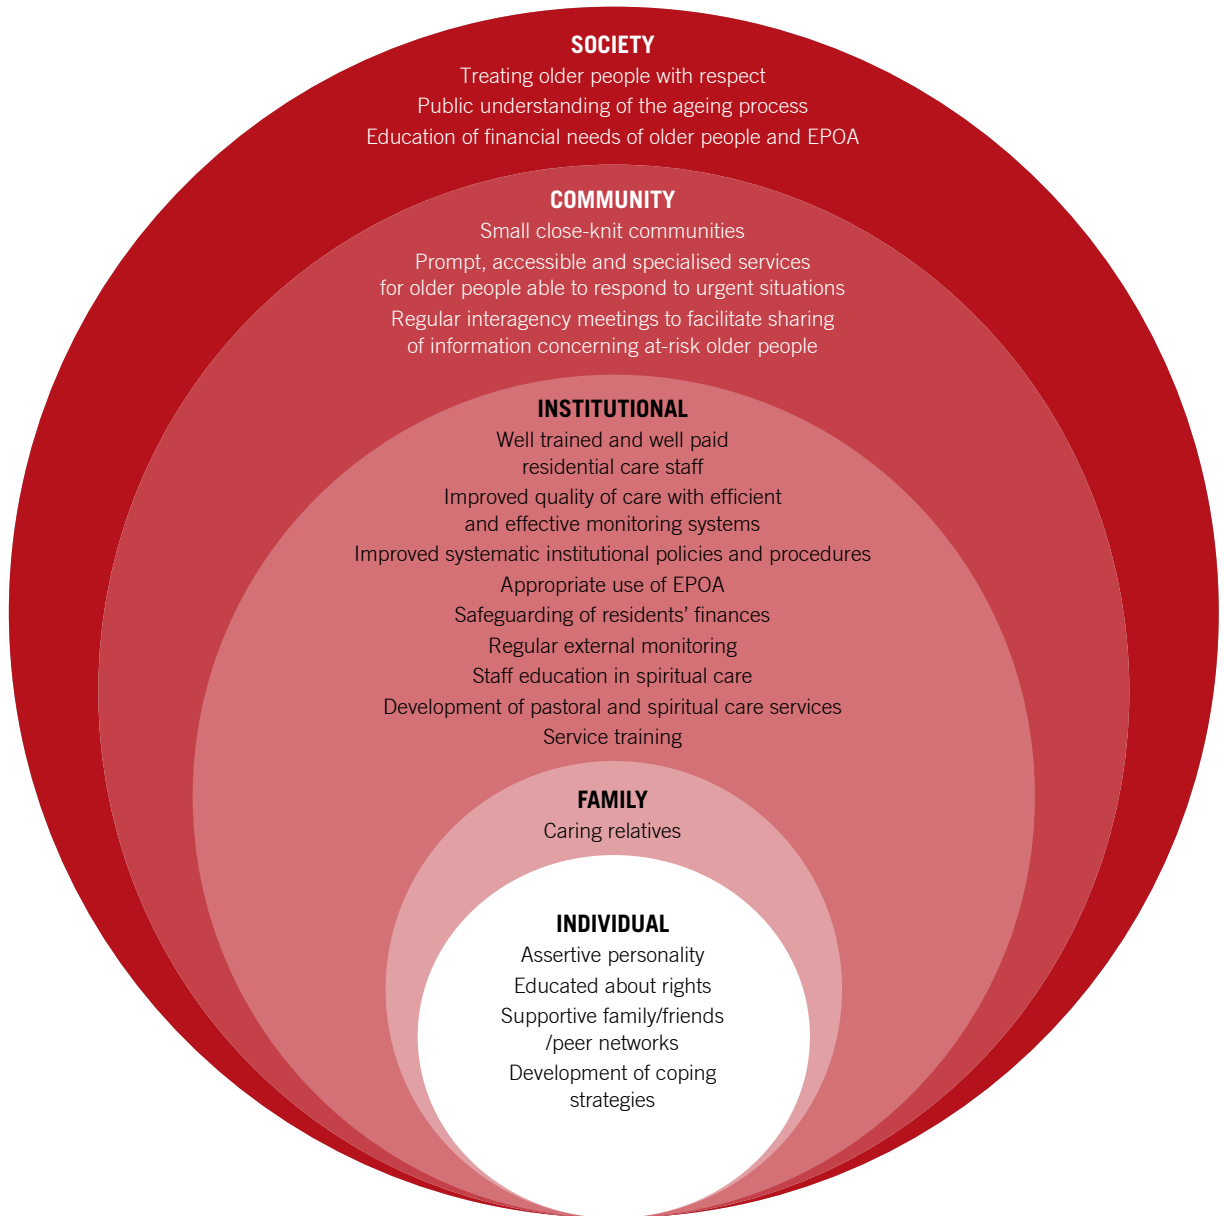 SOCIETY
Treating older people with respect
Public understanding of the ageing process
Education of financial needs of older people and EPOA
COMMUNITY
Small close-knit communities
Prompt, accessible and specialised services
for older people able to respond to urgent situations
Regular interagency meetings to facilitate sharing
of information concerning at-risk older people
INSTITUTIONAL
Well trained and well paid
residential care staff
Improved quality of care with efficient
and effective monitoring systems
Improved systematic institutional policies and procedures
Appropriate use of EPOA
Safeguarding of residents’ finances
Regular external monitoring
Staff education in spiritual care
Development of pastoral and spiritual care services
Service training
FAMILY
Caring relatives
INDIVIDUAL
Assertive personality
Educated about rights
Supportive family/friends
/peer networks
Development of coping
strategies